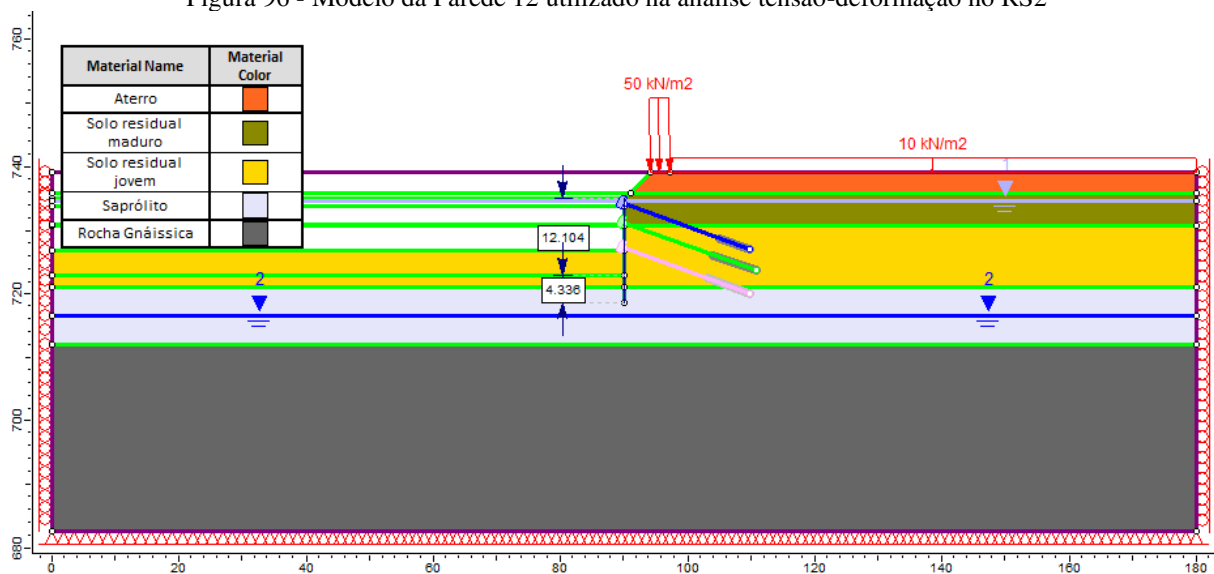 Figura 96 - Modelo da Parede 12 utilizado na análise tensão-deformação no RS2
Material Name
Material Color
Aterro
Solo residual maduro
Solo residual jovem
Saprólito
Rocha Gnáissica
50 kN/m2
10 kN/m2
1
12.104
4.336
2
2
760
740
720
700
680
0
20
40
60
80
100
120
140
160
180